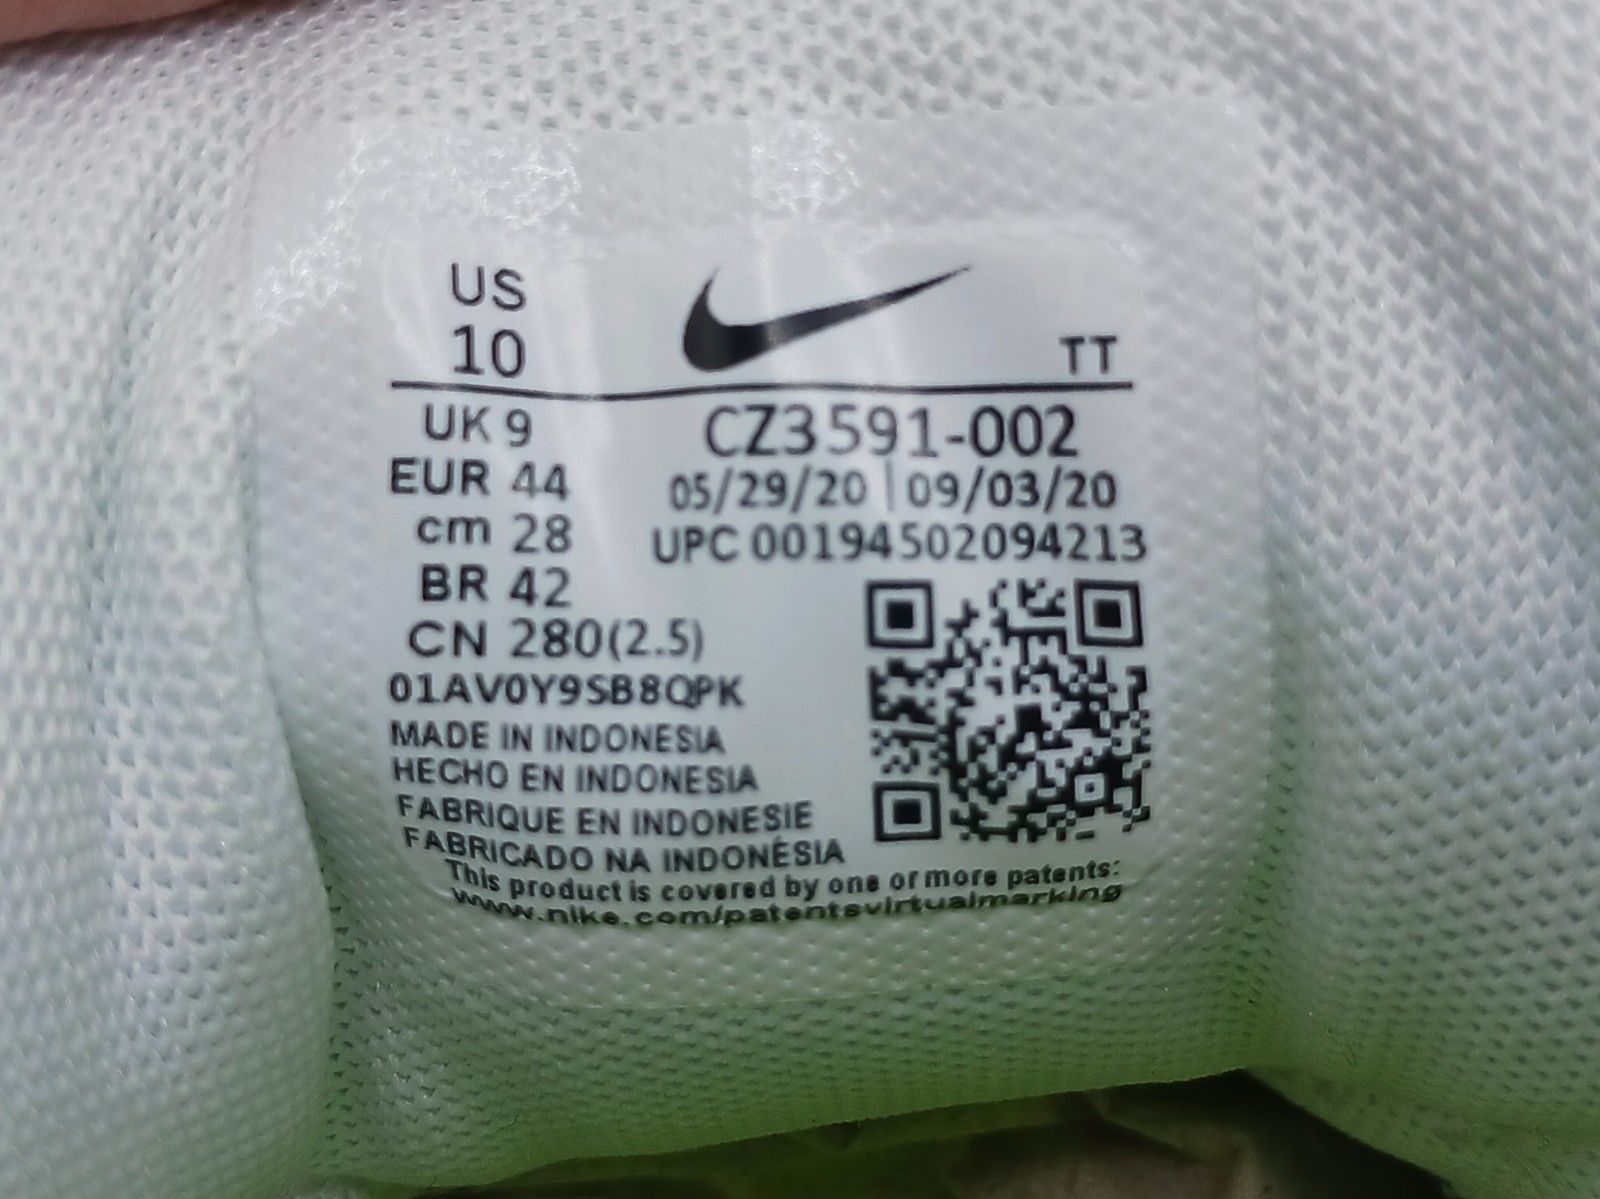 US
10
TT
UK 9
CZ3591-002
EUR 44
05/29/20 | 09/03/20
cm 28
UPC 00194502094213
BR 42
CN 280(2.5)
01AV0Y9SB8QPK
MADE IN INDONESIA
HECHO EN INDONESIA
FABRIQUE EN INDONESIE
FABRICADO NA INDONÉSIA
This product is covered by one or more patents:
www.nike.com/patentsvirtualmarking